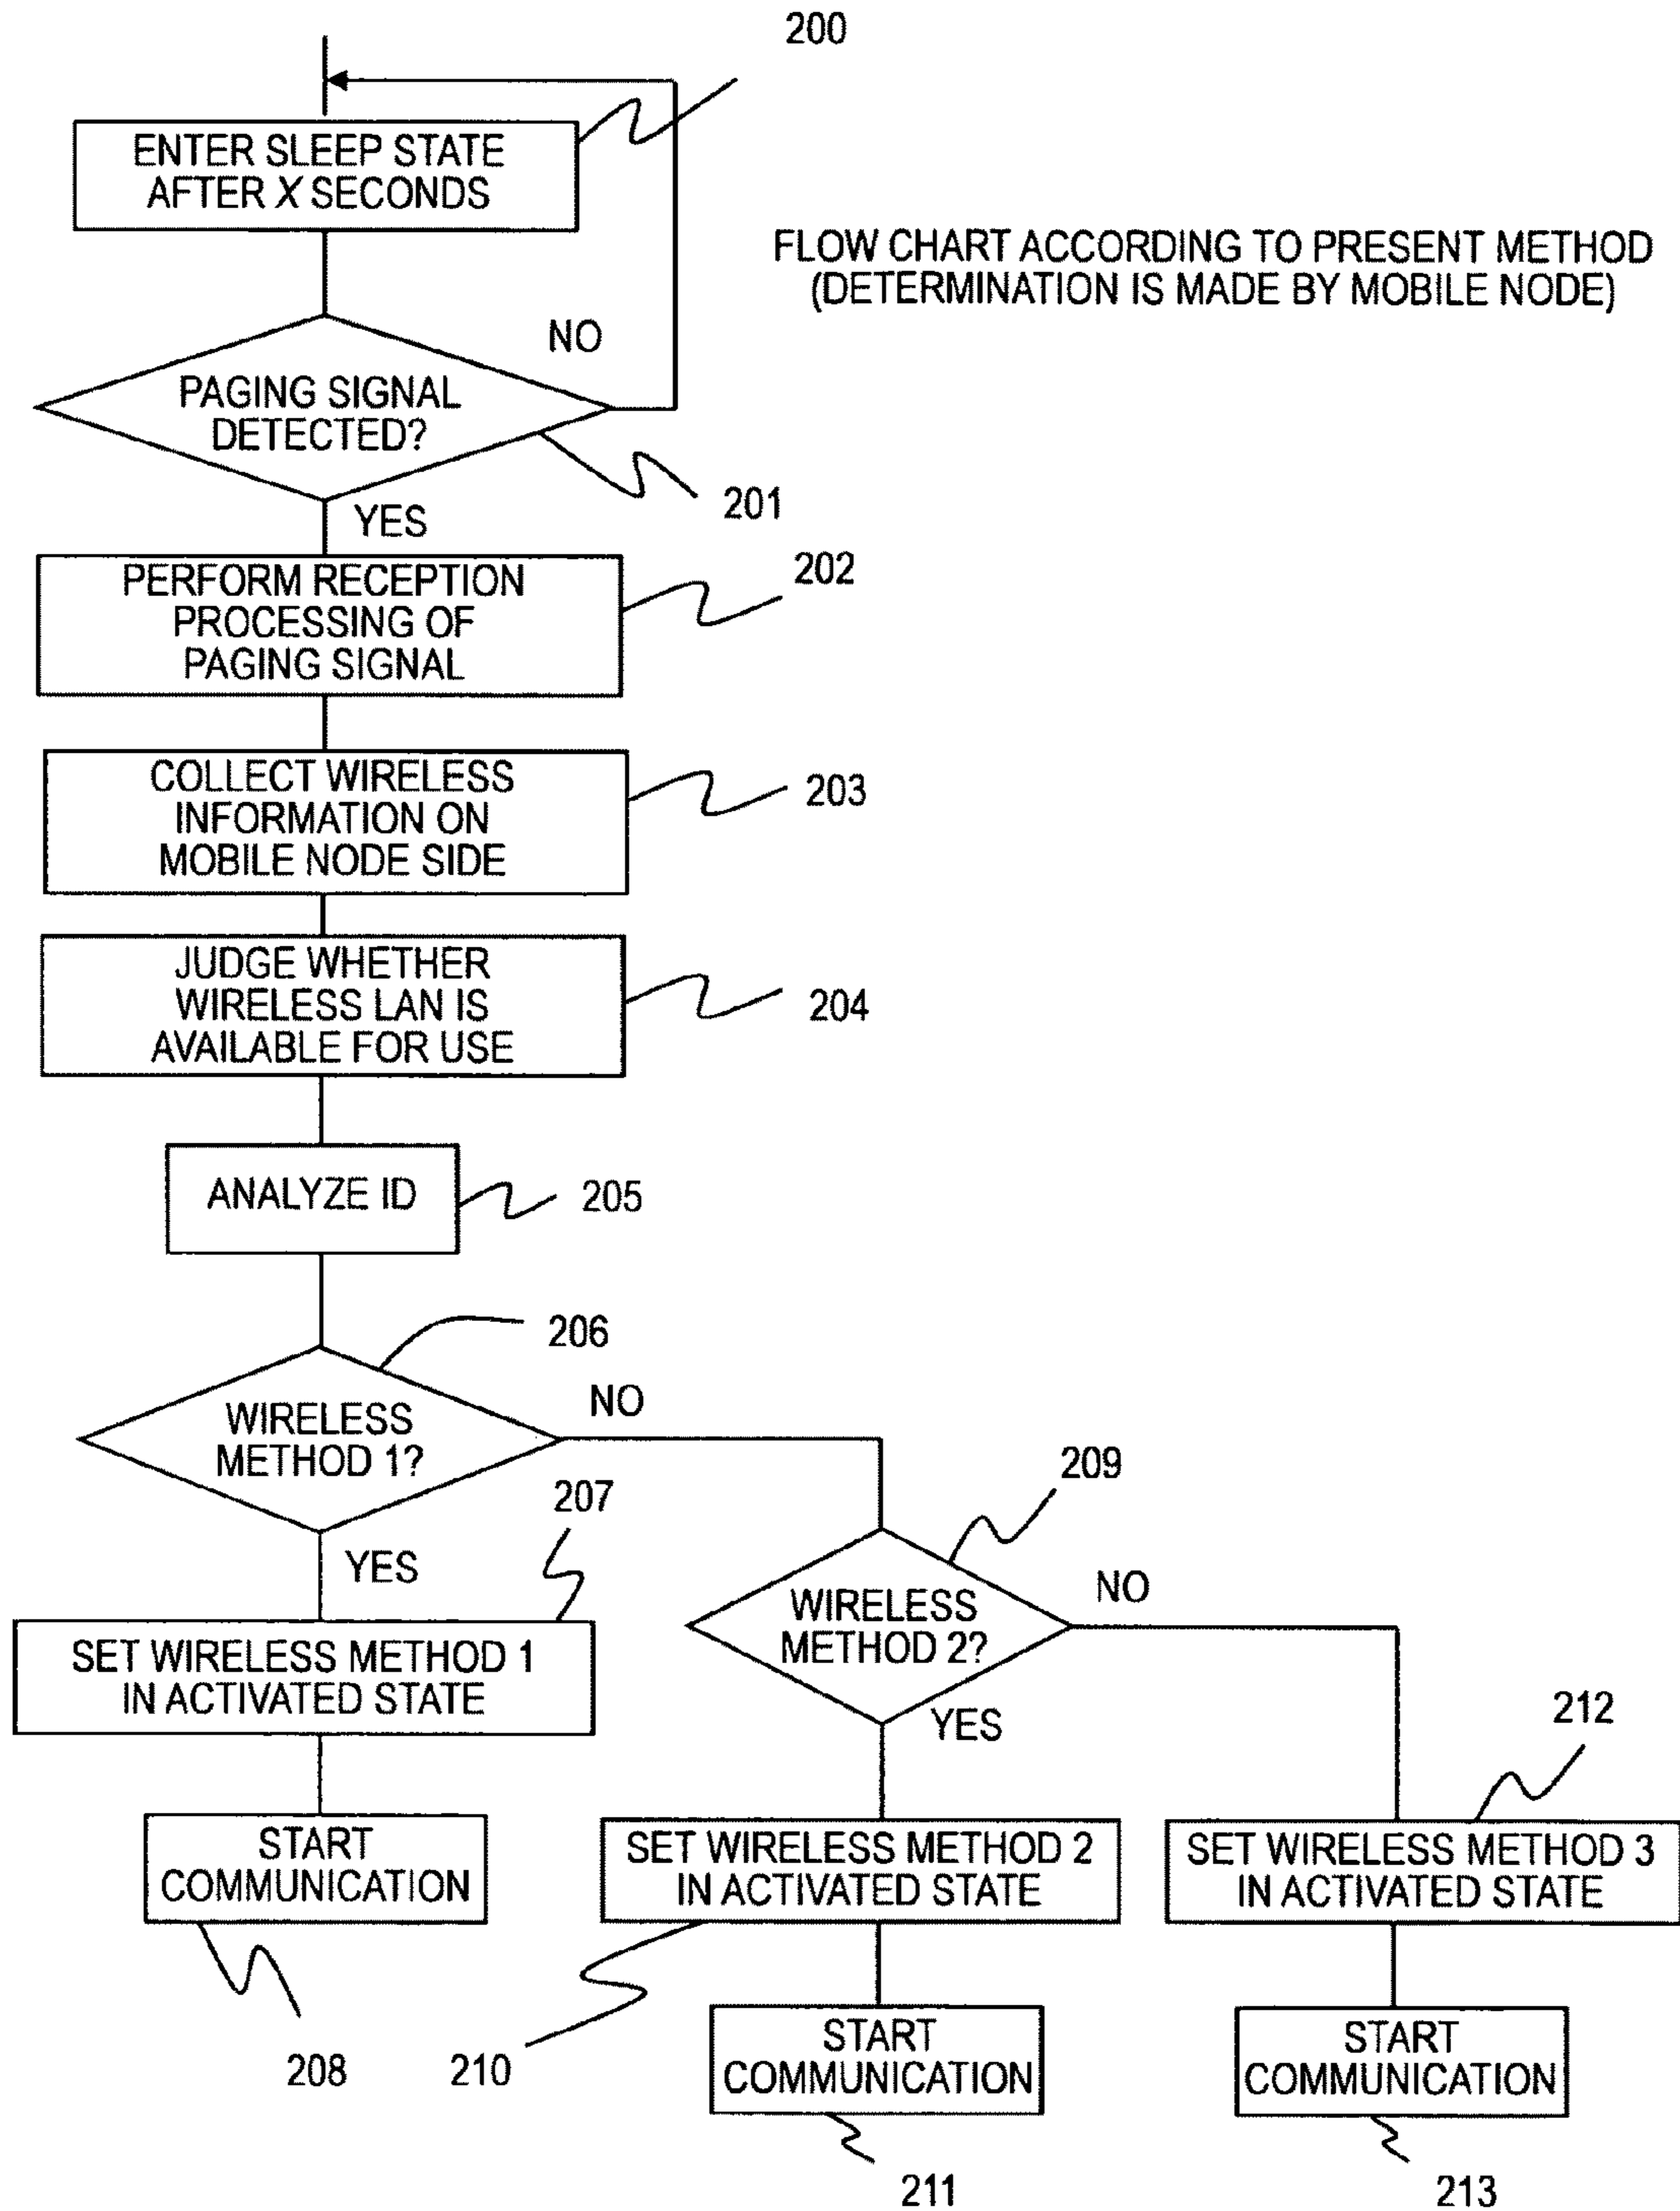 200
ENTER SLEEP STATE
AFTER X SECONDS
FLOW CHART ACCORDING TO PRESENT METHOD
(DETERMINATION IS MADE BY MOBILE NODE)
NO
PAGING SIGNAL
DETECTED?
201
YES
202
PERFORM RECEPTION
PROCESSING OF
PAGING SIGNAL
203
COLLECT WIRELESS
INFORMATION ON
MOBILE NODE SIDE
204
JUDGE WHETHER
WIRELESS LAN IS
AVAILABLE FOR USE
ANALYZE ID
205
206
WIRELESS
METHOD 1?
NO
207
209
YES
WIRELESS
METHOD 2?
NO
SET WIRELESS METHOD 1
IN ACTIVATED STATE
YES
212
START
COMMUNICATION
SET WIRELESS METHOD 2
IN ACTIVATED STATE
SET WIRELESS METHOD 3
IN ACTIVATED STATE
208
210
START
COMMUNICATION
START
COMMUNICATION
211
213